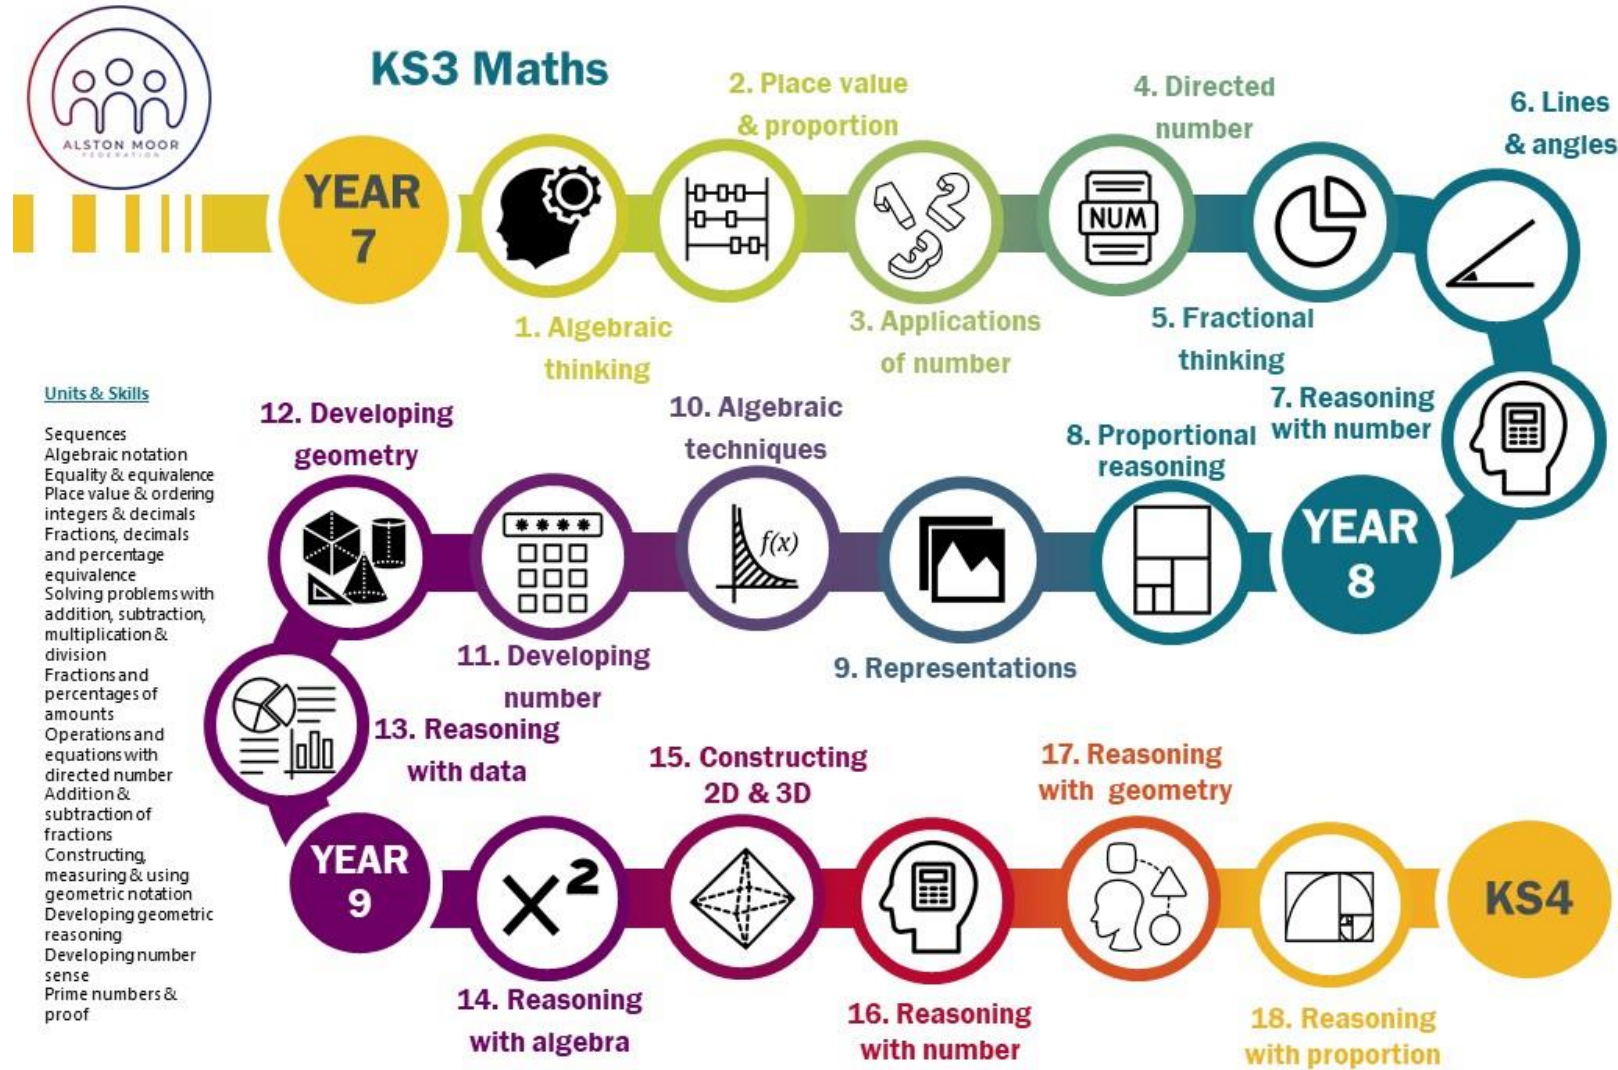 ALSTON MOOR
FEDERATION
KS3 Maths
YEAR
7
1. Algebraic
thinking
2. Place value
& proportion
3. Applications
of number
4. Directed
number
NUM
5. Fractional
thinking
6. Lines
& angles
7. Reasoning
with number
YEAR
8
8. Proportional
reasoning
9. Representations
10. Algebraic
techniques
f(x)
11. Developing
number
* * * *
12. Developing
geometry
13. Reasoning
with data
YEAR
9
14. Reasoning
with algebra
x²
15. Constructing
2D & 3D
16. Reasoning
with number
17. Reasoning
with geometry
18. Reasoning
with proportion
KS4
Units & Skills
Sequences
Algebraic notation
Equality & equivalence
Place value & ordering
integers & decimals
Fractions, decimals
and percentage
equivalence
Solving problems with
addition, subtraction,
multiplication &
division
Fractions and
percentages of
amounts
Operations and
equations with
directed number
Addition &
subtraction of
fractions
Constructing,
measuring & using
geometric notation
Developing geometric
reasoning
Developing number
sense
Prime numbers &
proof
1 2
3